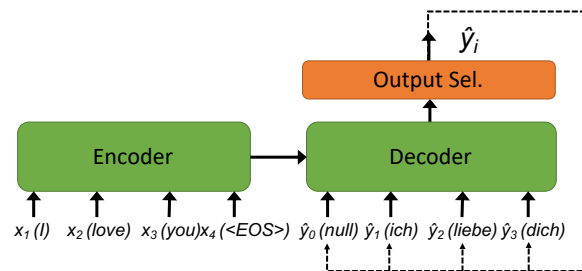 ŷᵢ
Output Sel.
Encoder
Decoder
x₁ (I) x₂ (love) x₃ (you) x₄ (<EOS>) ŷ₀ (null) ŷ₁ (ich) ŷ₂ (liebe) ŷ₃ (dich)